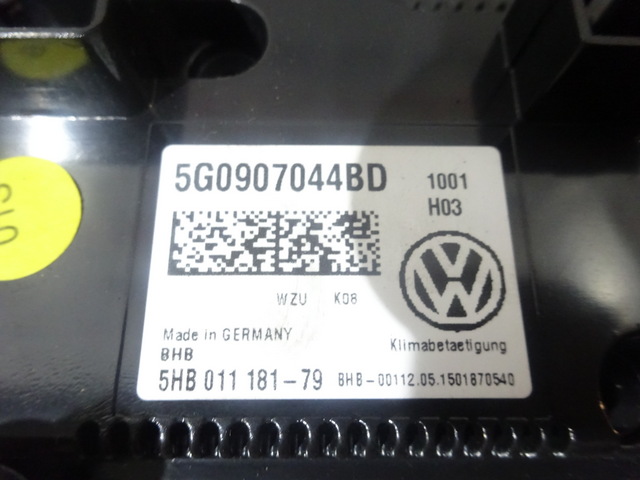 5G0907044BD 1001
H03
WZU K08
Made in GERMANY
BHB
Klimabetaetigung
5HB 011 181-79 BHB-00112.05.1501870540